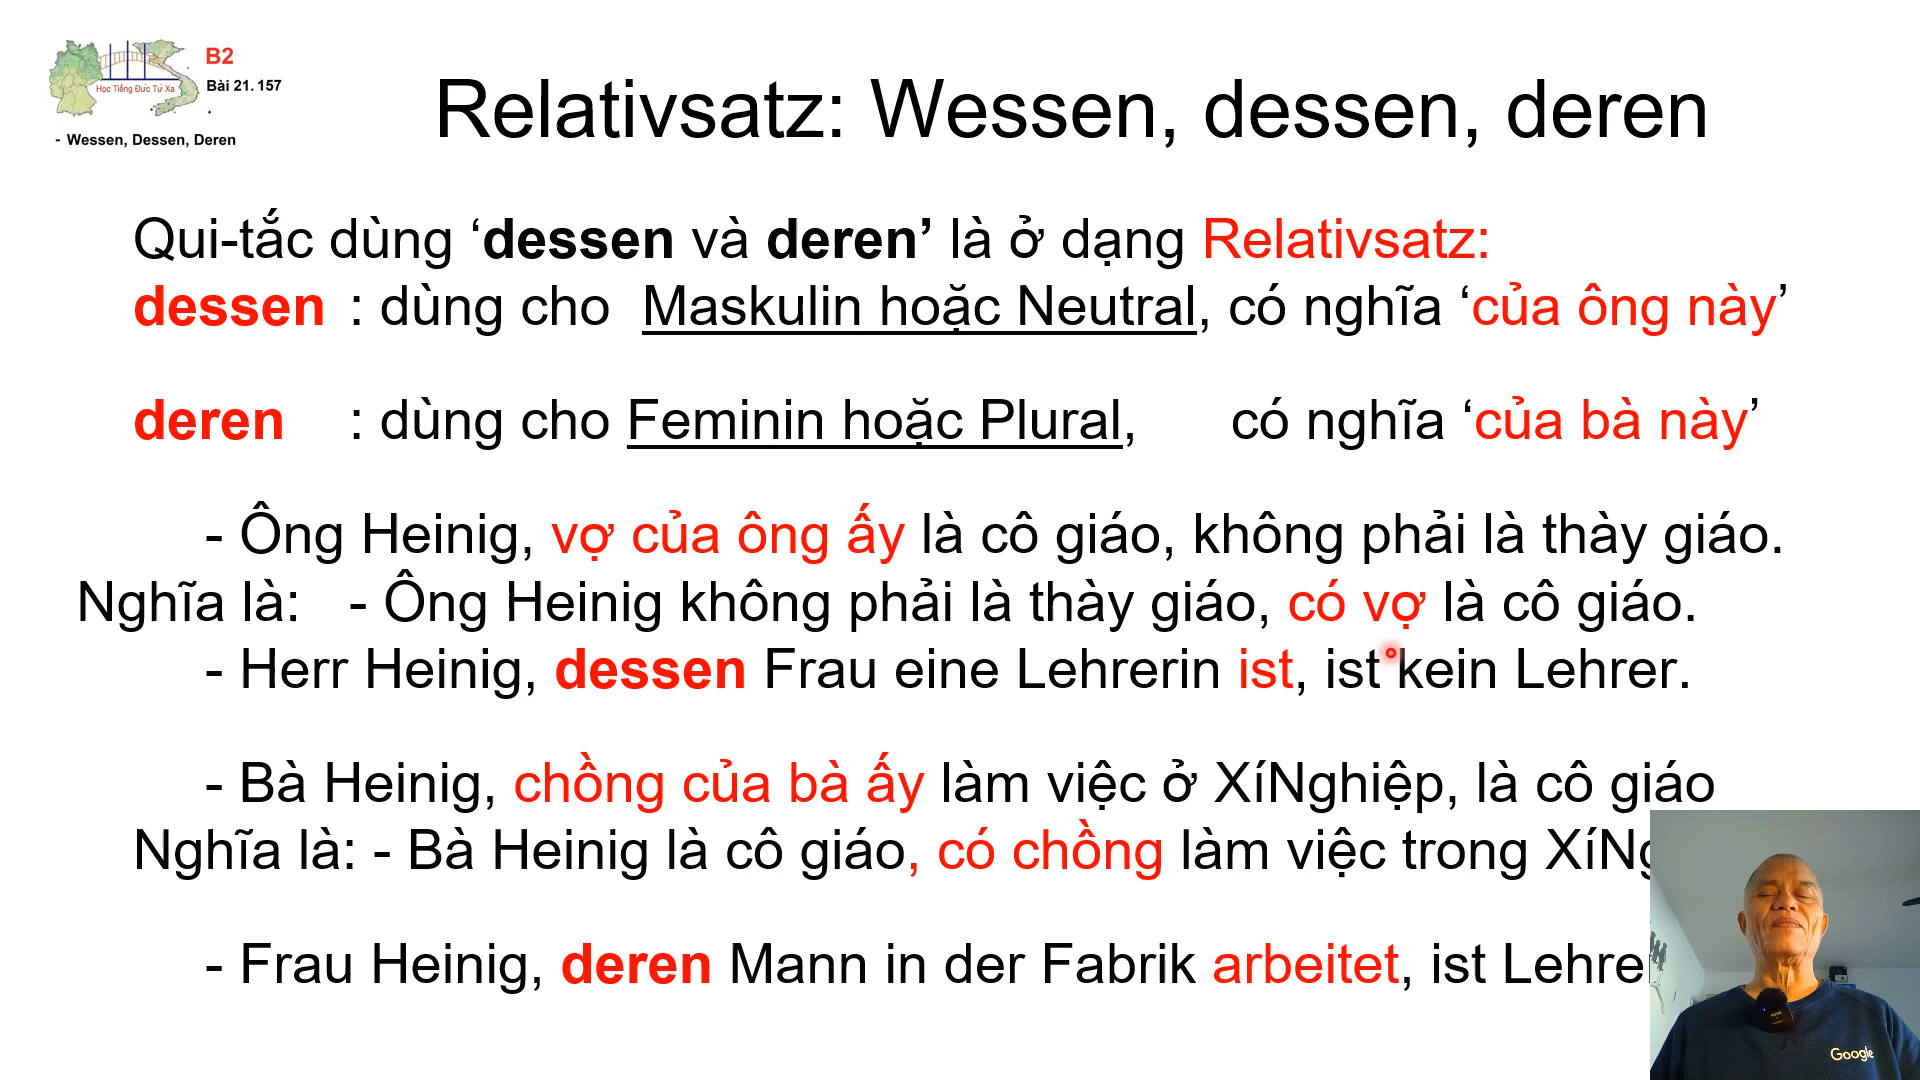 B2
Học Tiếng Đức Từ Xa
Bài 21. 157
- Wessen, Dessen, Deren
Relativsatz: Wessen, dessen, deren
Qui-tắc dùng ‘dessen và deren’ là ở dạng Relativsatz:
dessen : dùng cho Maskulin hoặc Neutral, có nghĩa ‘của ông này’
deren : dùng cho Feminin hoặc Plural, có nghĩa ‘của bà này’
- Ông Heinig, vợ của ông ấy là cô giáo, không phải là thày giáo.
Nghĩa là: - Ông Heinig không phải là thày giáo, có vợ là cô giáo.
- Herr Heinig, dessen Frau eine Lehrerin ist, ist kein Lehrer.
- Bà Heinig, chồng của bà ấy làm việc ở XíNghiệp, là cô giáo
Nghĩa là: - Bà Heinig là cô giáo, có chồng làm việc trong
- Frau Heinig, deren Mann in der Fabrik arbeitet, ist
Google